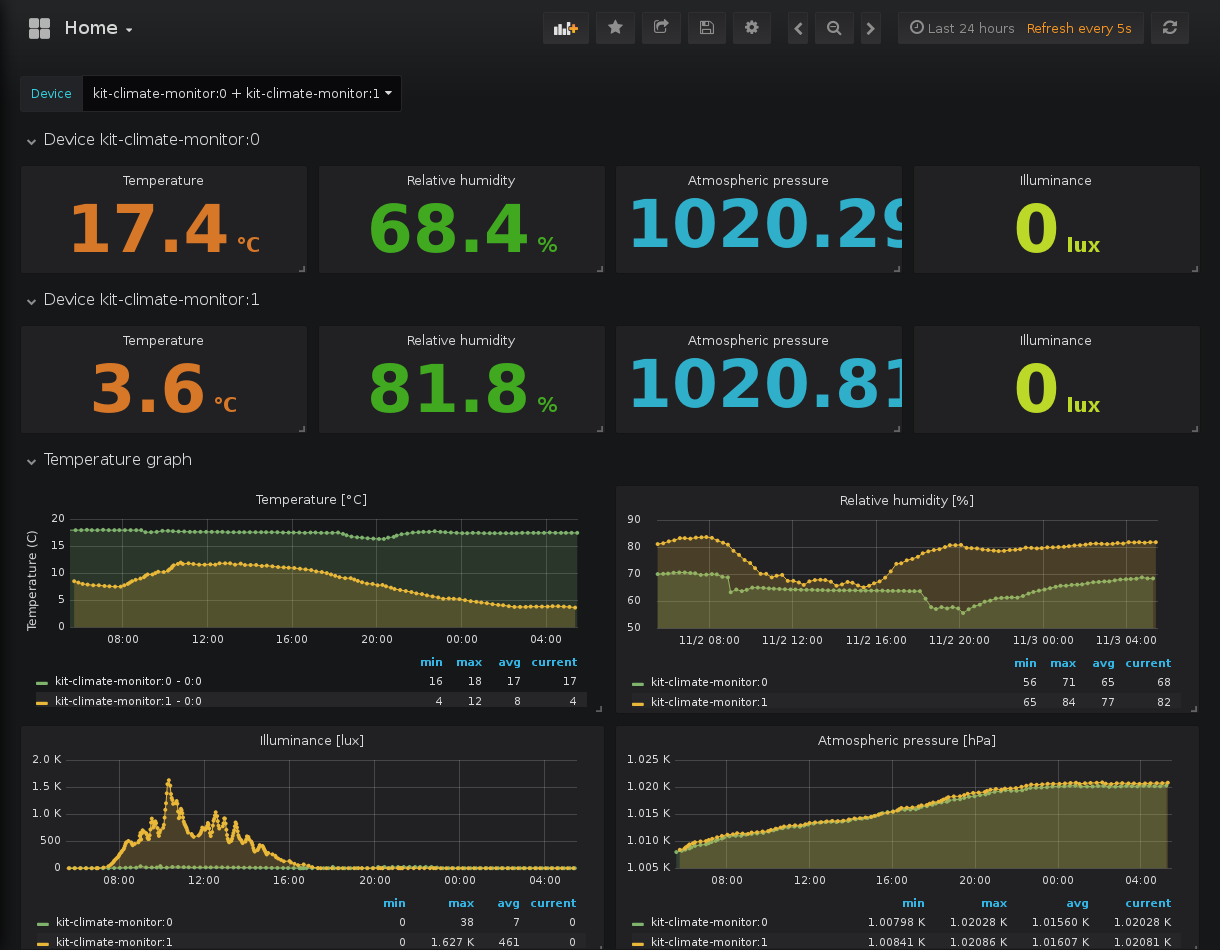 Home
Last 24 hours Refresh every 5s
Device kit-climate-monitor:0 + kit-climate-monitor:1
Device kit-climate-monitor:0
Temperature Relative humidity Atmospheric pressure Illuminance
17.4 °C 68.4 % 1020.29 0 lux
Device kit-climate-monitor:1
Temperature Relative humidity Atmospheric pressure Illuminance
3.6 °C 81.8 % 1020.81 0 lux
Temperature graph
Temperature [°C]
Temperature (C)
20
15
10
5
0
08:00 12:00 16:00 20:00 00:00 04:00
min max avg current
kit-climate-monitor:0 - 0:0 16 18 17 17
kit-climate-monitor:1 - 0:0 4 12 8 4
Relative humidity [%]
90
80
70
60
50
11/2 08:00 11/2 12:00 11/2 16:00 11/2 20:00 11/3 00:00 11/3 04:00
min max avg current
kit-climate-monitor:0 56 71 65 68
kit-climate-monitor:1 65 84 77 82
Illuminance [lux]
2.0 K
1.5 K
1.0 K
500
0
08:00 12:00 16:00 20:00 00:00 04:00
min max avg current
kit-climate-monitor:0 0 38 7 0
kit-climate-monitor:1 0 1.627 K 461 0
Atmospheric pressure [hPa]
1.025 K
1.020 K
1.015 K
1.010 K
1.005 K
08:00 12:00 16:00 20:00 00:00 04:00
min max avg current
kit-climate-monitor:0 1.00798 K 1.02028 K 1.01560 K 1.02028 K
kit-climate-monitor:1 1.00841 K 1.02086 K 1.01607 K 1.02081 K